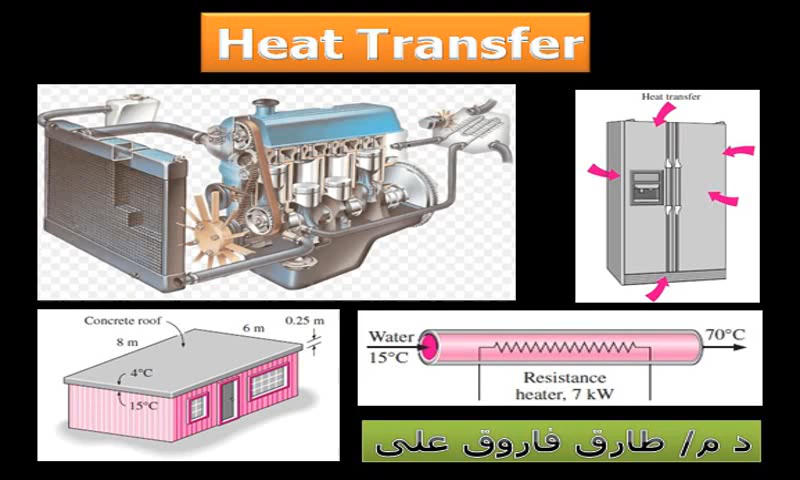 Heat Transfer
Heat transfer
Concrete roof
8 m
6 m
0.25 m
4°C
15°C
Water
15°C
70°C
Resistance
heater, 7 kW
د م/ طارق فاروق على